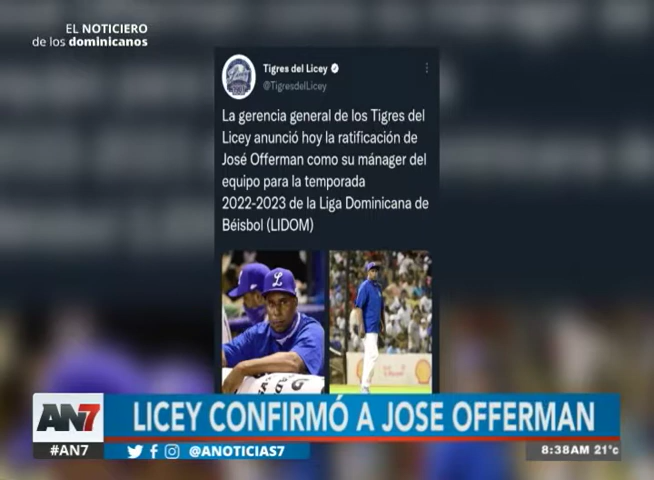 EL NOTICIERO
de los dominicanos
Tigres del Licey
@TigresdelLicey
La gerencia general de los Tigres del
Licey anunció hoy la ratificación de
José Offerman como su mánager del
equipo para la temporada
2022-2023 de la Liga Dominicana de
Béisbol (LIDOM)
L
AN7
LICEY CONFIRMÓ A JOSE OFFERMAN
#AN7
@ANOTICIAS7
8:38AM 21°c